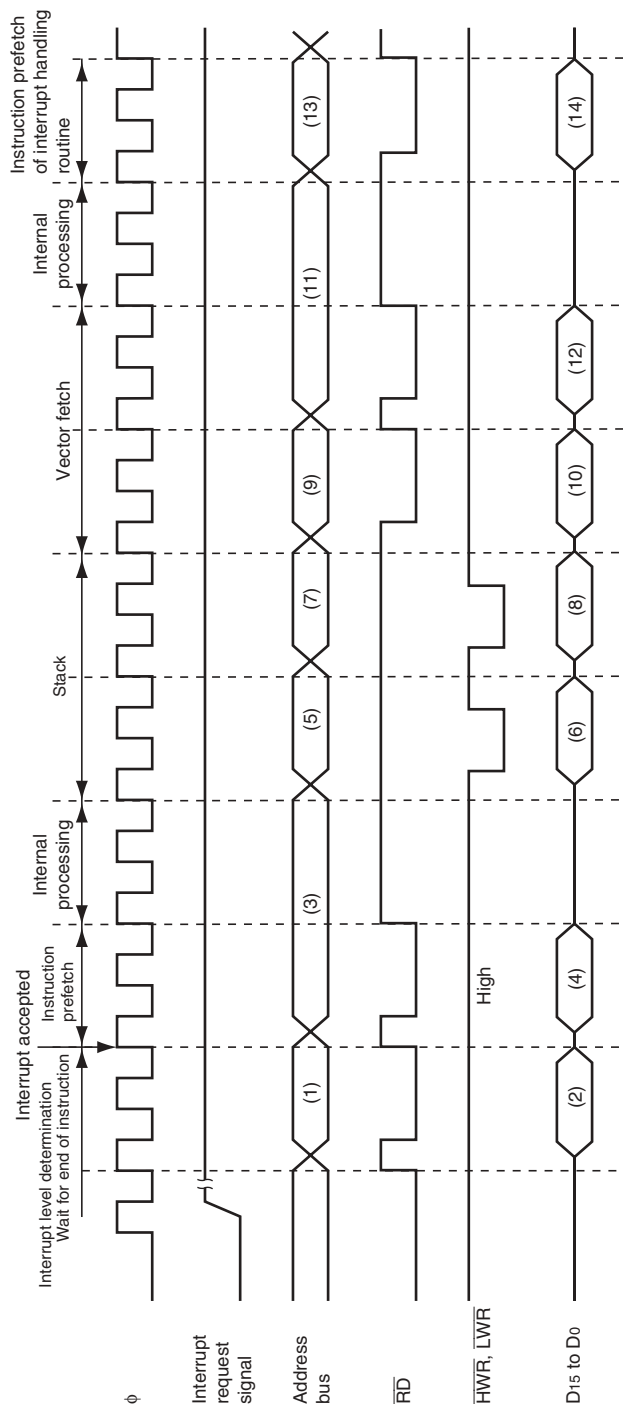 Interrupt accepted
Interrupt level determination
Wait for end of instruction
Instruction
prefetch
Internal
processing
Stack
Vector fetch
Internal
processing
Instruction prefetch
of interrupt handling
routine
φ
Interrupt
request
signal
Address
bus
(1)
(3)
(5)
(7)
(9)
(11)
(13)
RD
HWR, LWR
High
D15 to D0
(2)
(4)
(6)
(8)
(10)
(12)
(14)